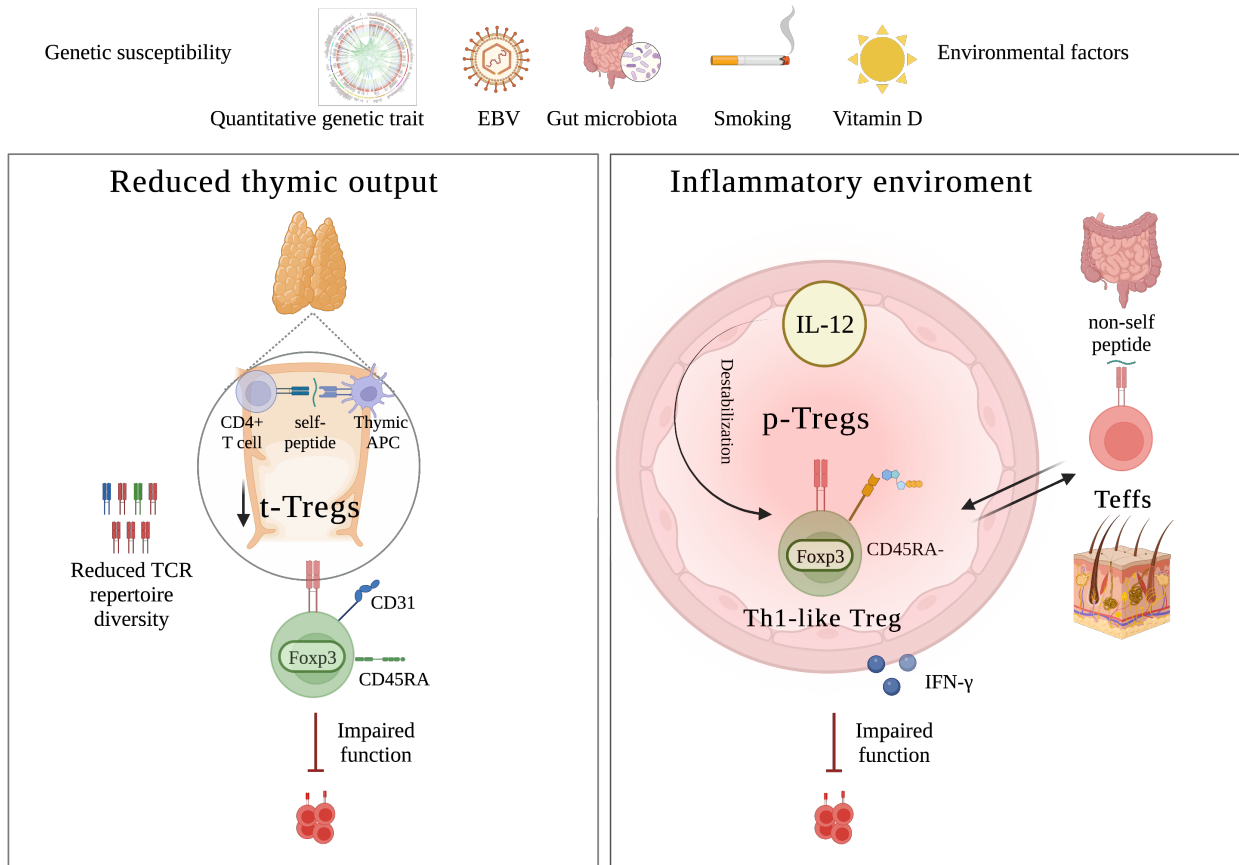 Genetic susceptibility
Environmental factors
Quantitative genetic trait
EBV
Gut microbiota
Smoking
Vitamin D
Reduced thymic output
CD4+
T cell
self-
peptide
Thymic
APC
t-Tregs
Reduced TCR
repertoire
diversity
CD31
Foxp3
CD45RA
Impaired
function
Inflammatory enviroment
IL-12
Destabilization
p-Tregs
Foxp3
CD45RA-
Th1-like Treg
IFN-γ
non-self
peptide
Teffs
Impaired
function